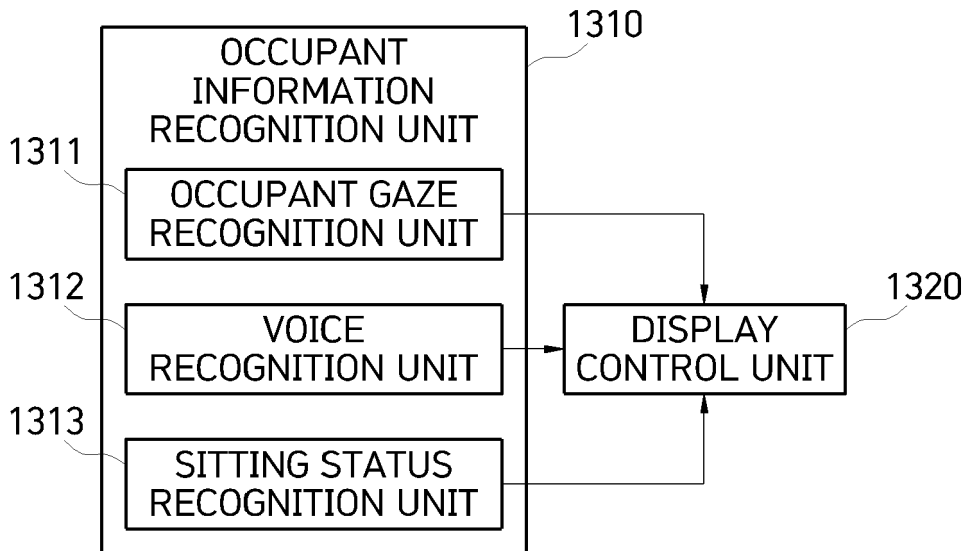 1310
OCCUPANT
INFORMATION
RECOGNITION UNIT
1311
OCCUPANT GAZE
RECOGNITION UNIT
1312
VOICE
RECOGNITION UNIT
1320
DISPLAY
CONTROL UNIT
1313
SITTING STATUS
RECOGNITION UNIT